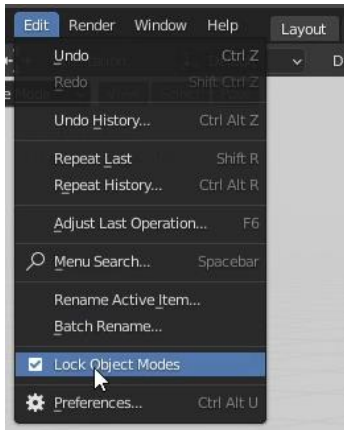 Edit Render Window Help Layout
Undo Ctrl Z
Redo Shift Ctrl Z
Undo History... Ctrl Alt Z
Repeat Last Shift R
Repeat History... Ctrl Alt R
Adjust Last Operation... F6
Menu Search... Spacebar
Rename Active Item...
Batch Rename...
Lock Object Modes
Preferences... Ctrl Alt U